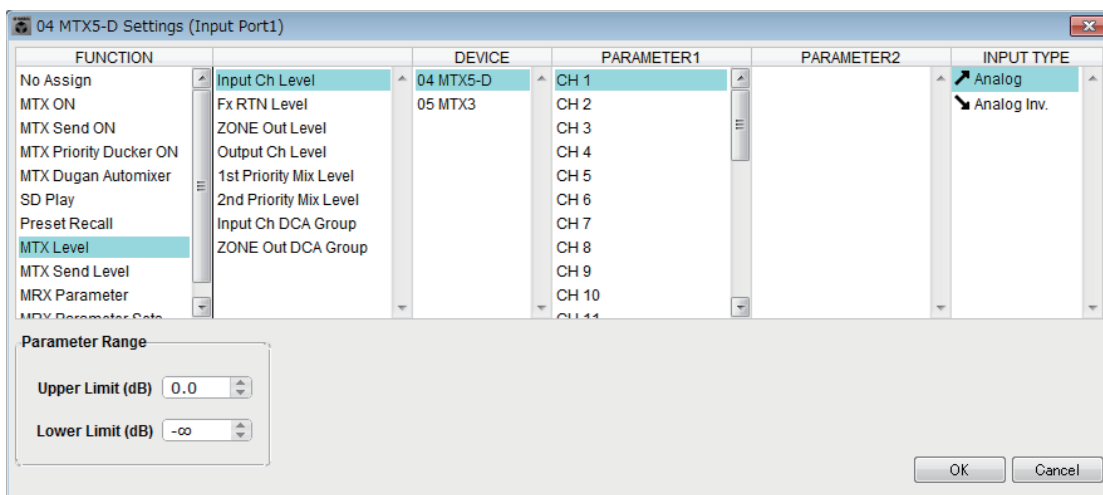 04 MTX5-D Settings (Input Port1)
FUNCTION DEVICE PARAMETER1 PARAMETER2 INPUT TYPE
No Assign Input Ch Level 04 MTX5-D CH 1 Analog
MTX ON Fx RTN Level 05 MTX3 CH 2 Analog Inv.
MTX Send ON ZONE Out Level CH 3
MTX Priority Ducker ON Output Ch Level CH 4
MTX Dugan Automixer 1st Priority Mix Level CH 5
SD Play 2nd Priority Mix Level CH 6
Preset Recall Input Ch DCA Group CH 7
MTX Level ZONE Out DCA Group CH 8
MTX Send Level CH 9
MRX Parameter CH 10
MRX Parameter Sets CH 11
Parameter Range
Upper Limit (dB) 0.0
Lower Limit (dB) -∞
OK Cancel